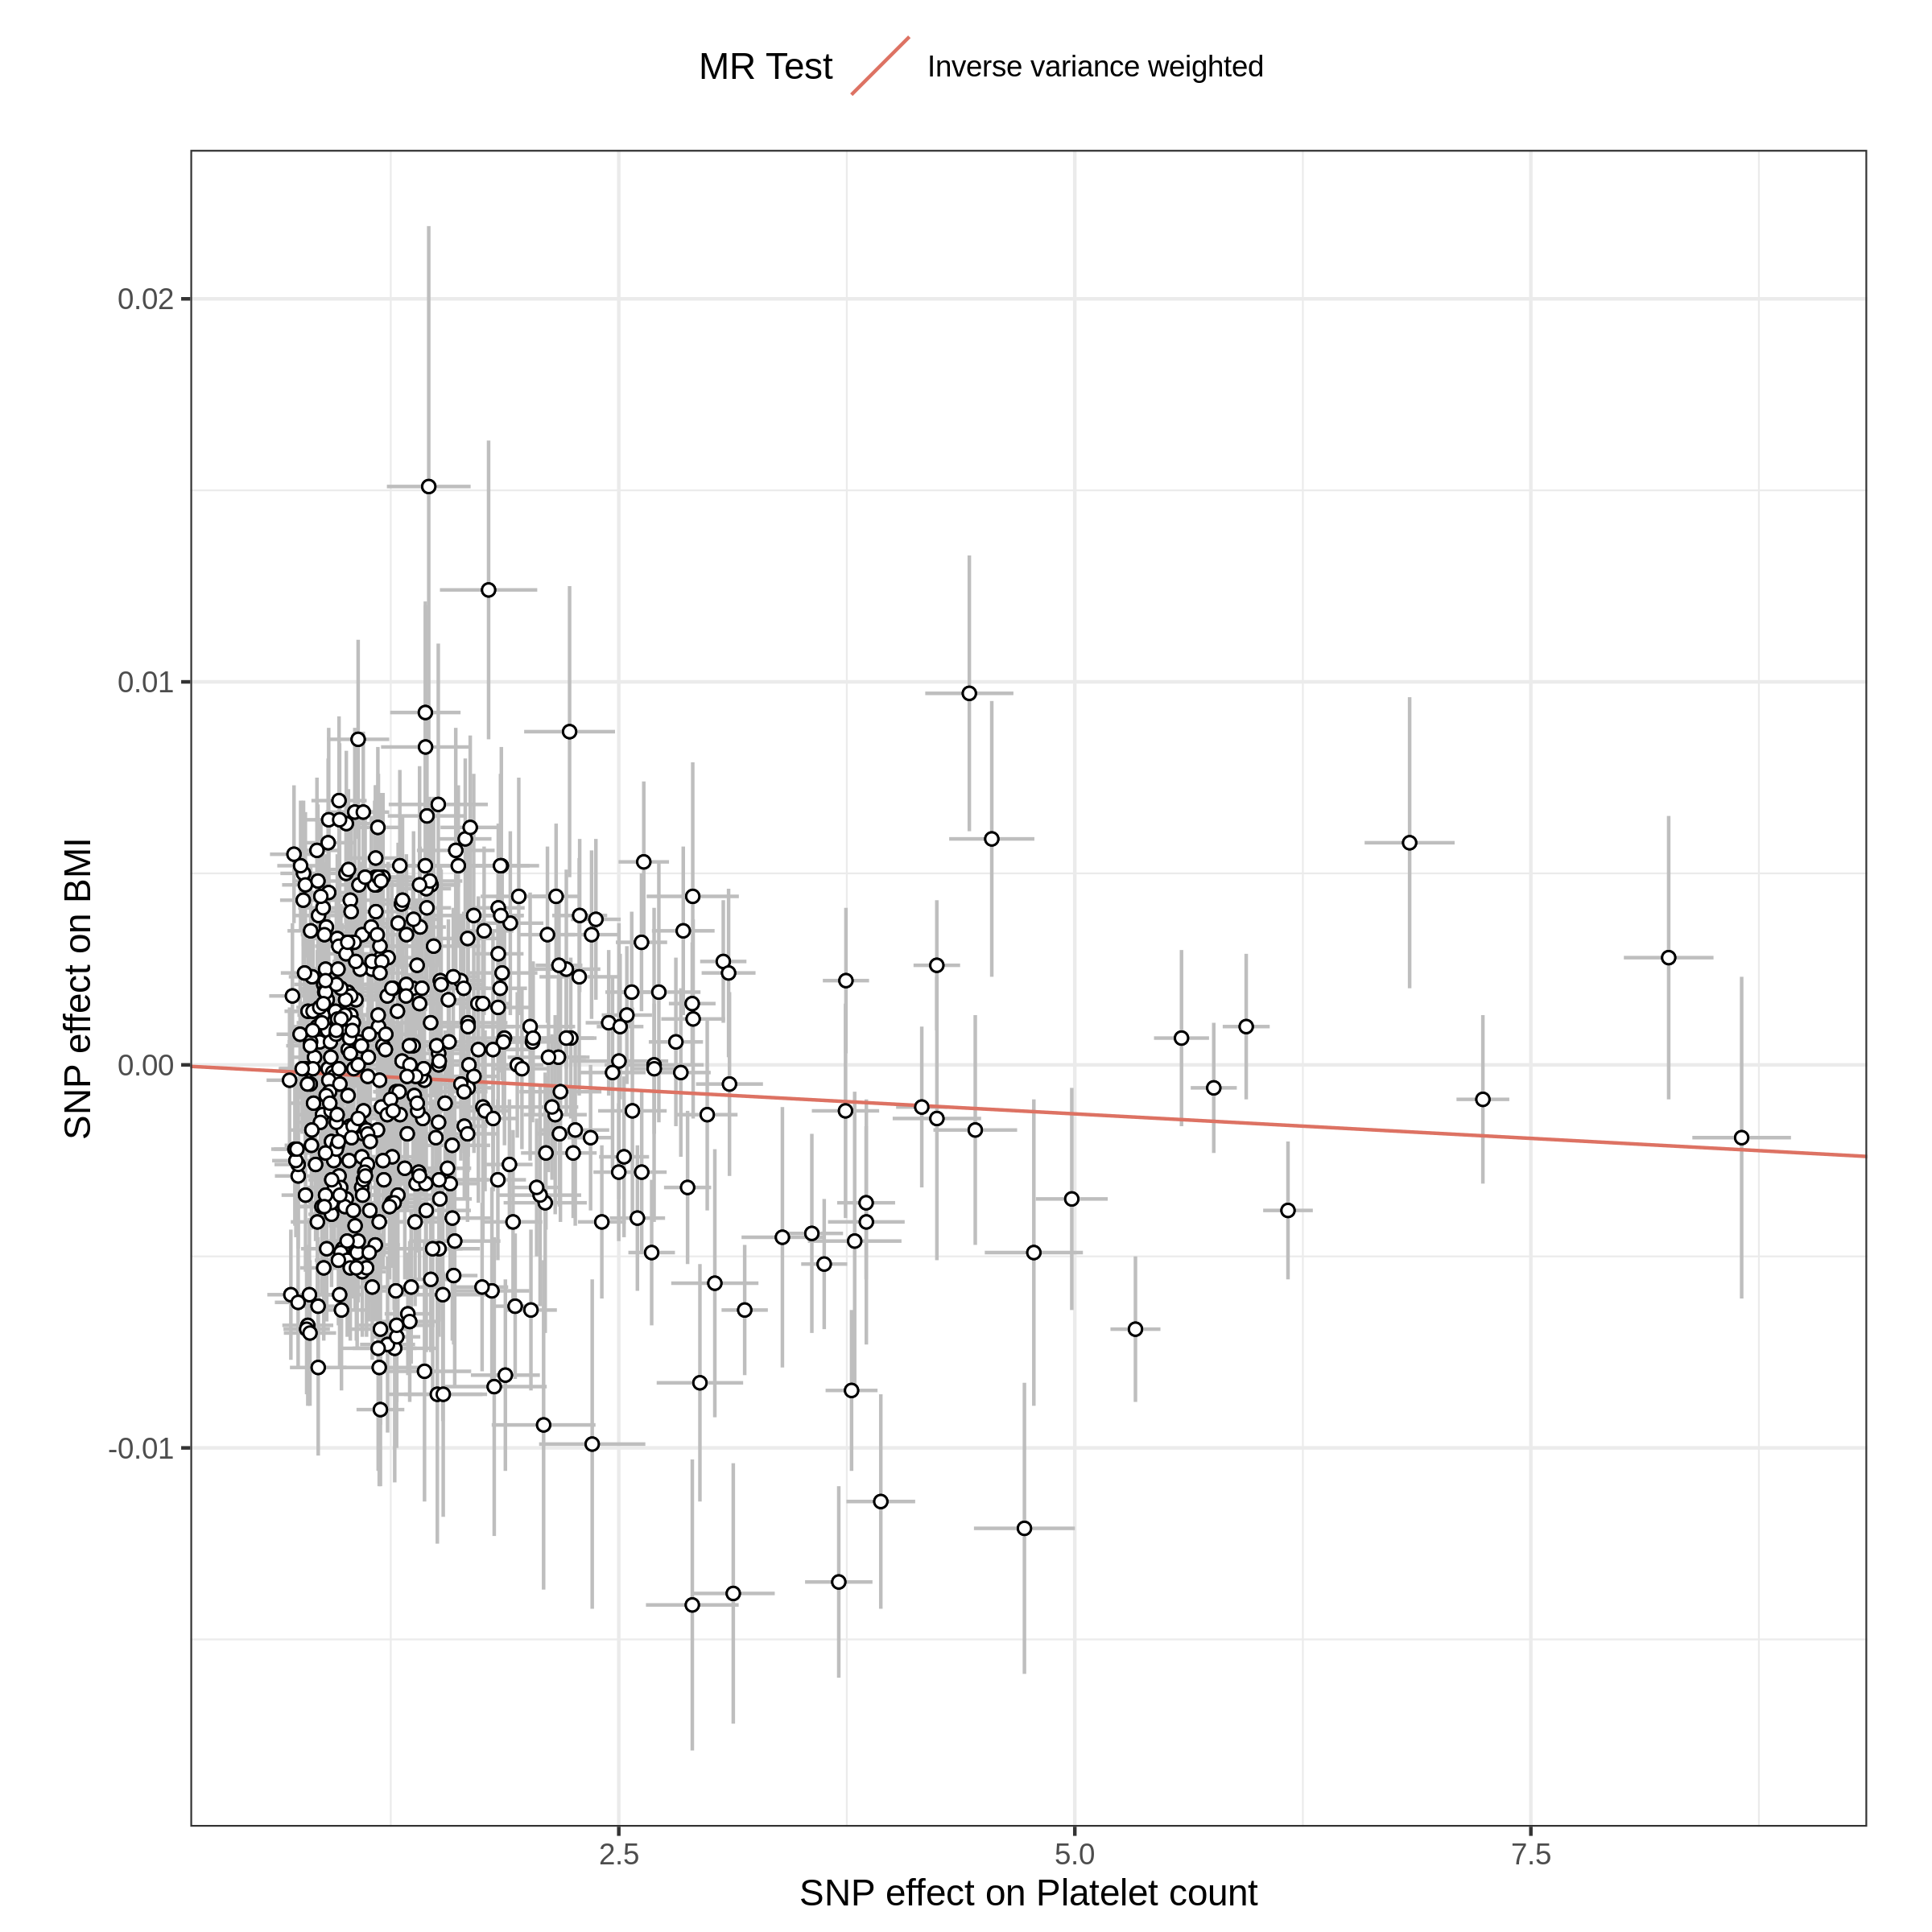 MR Test Inverse variance weighted
0.02
0.01
0.00
-0.01
SNP effect on BMI
2.5 5.0 7.5
SNP effect on Platelet count